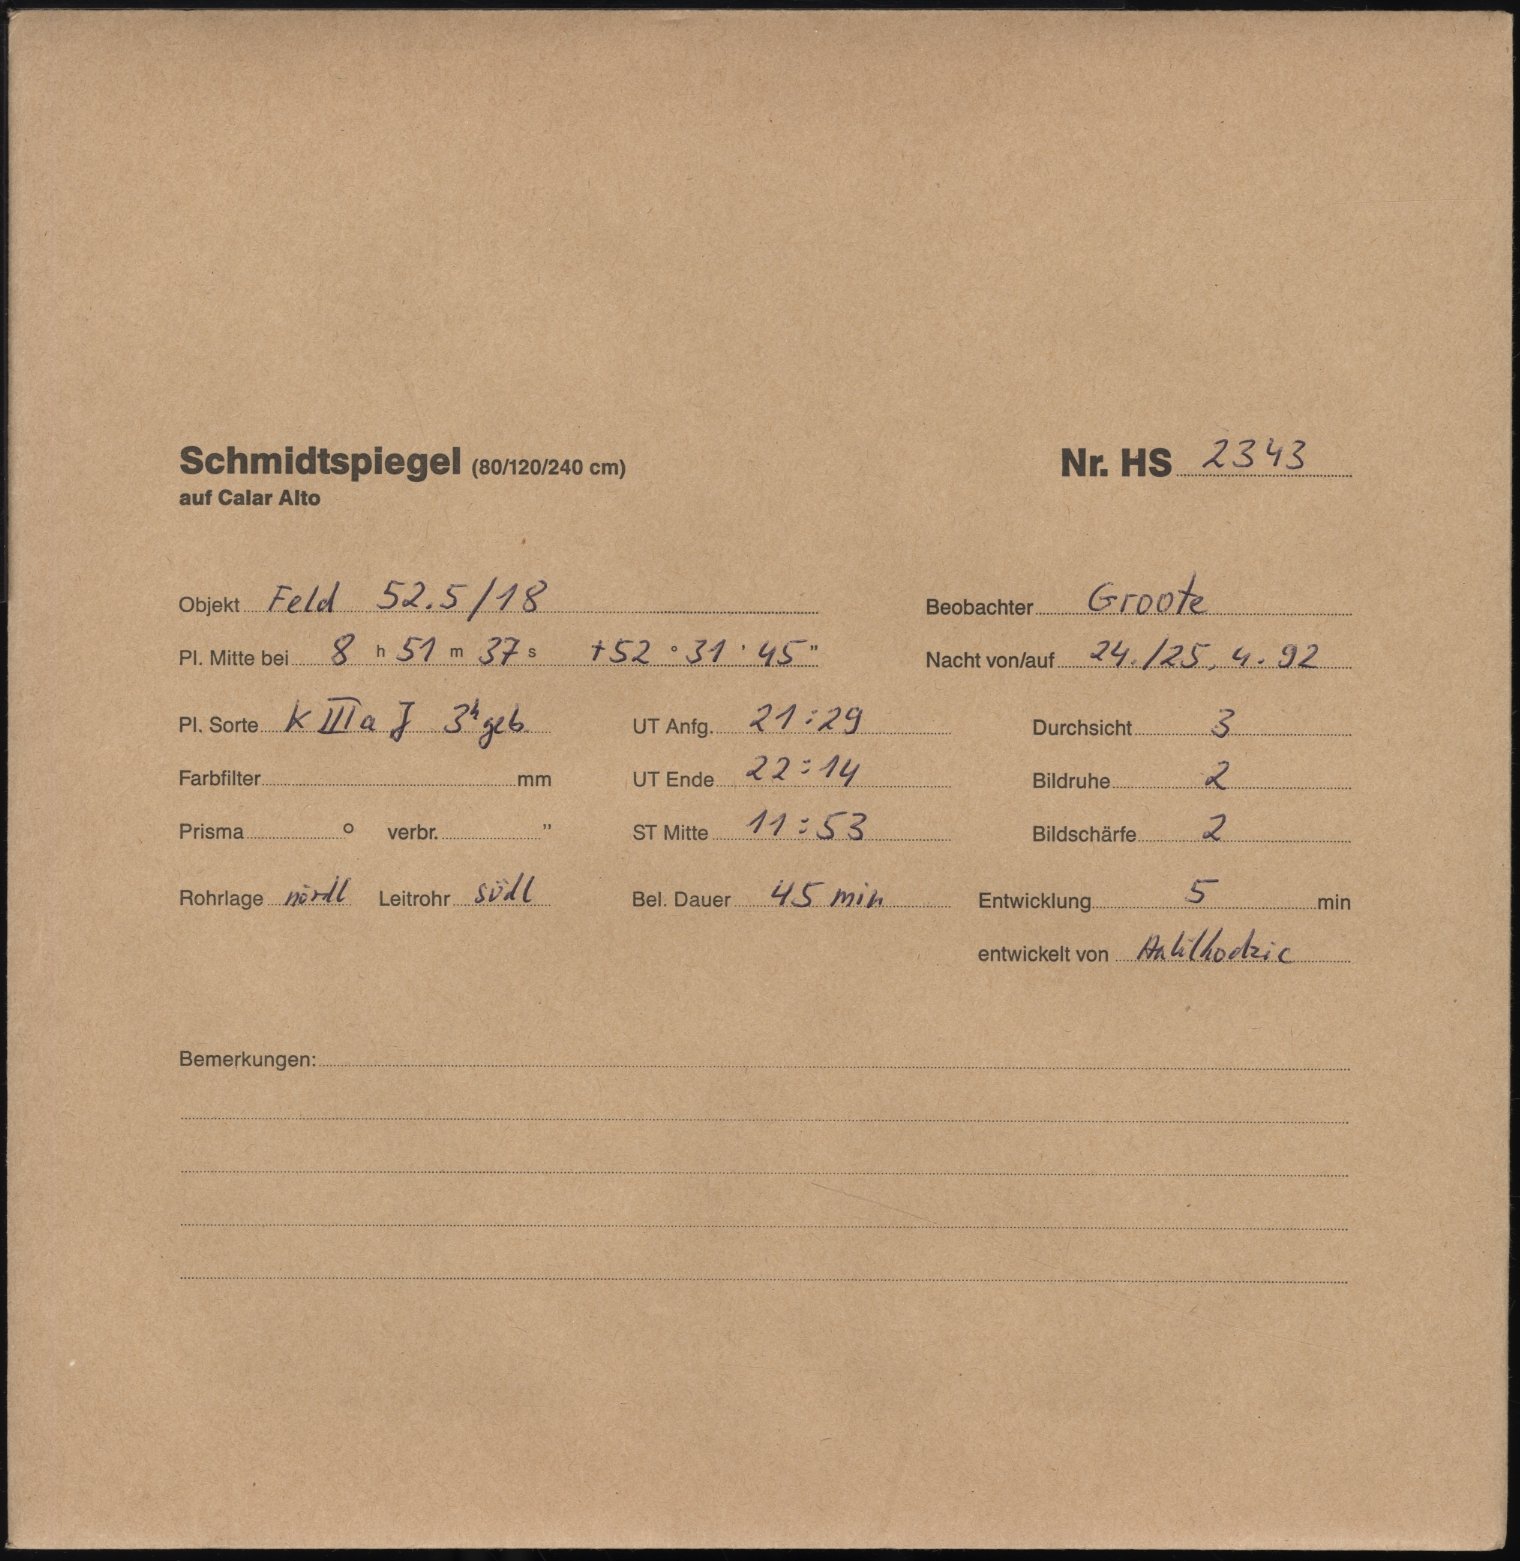 Schmidtspiegel (80/120/240 cm) Nr. HS 2343
auf Calar Alto
Objekt Feld 52.5/18 Beobachter Groote
Pl. Mitte bei 8 h 51 m 37 s +52 ° 31 ' 45 " Nacht von/auf 24./25. 4. 92
Pl. Sorte K III a J 3h geb. UT Anfg. 21:29 Durchsicht 3
Farbfilter mm UT Ende 22:14 Bildruhe 2
Prisma ° verbr. " ST Mitte 11:53 Bildschärfe 2
Rohrlage nördl Leitrohr südl Bel. Dauer 45 min Entwicklung 5 min
entwickelt von
Bemerkungen: